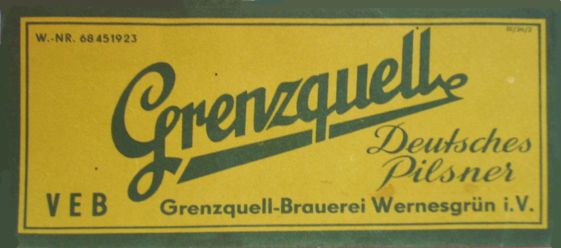 W.-NR. 68451923
Grenzquell
Deutsches
Pilsner
VEB Grenzquell-Brauerei Wernesgrün i.V.